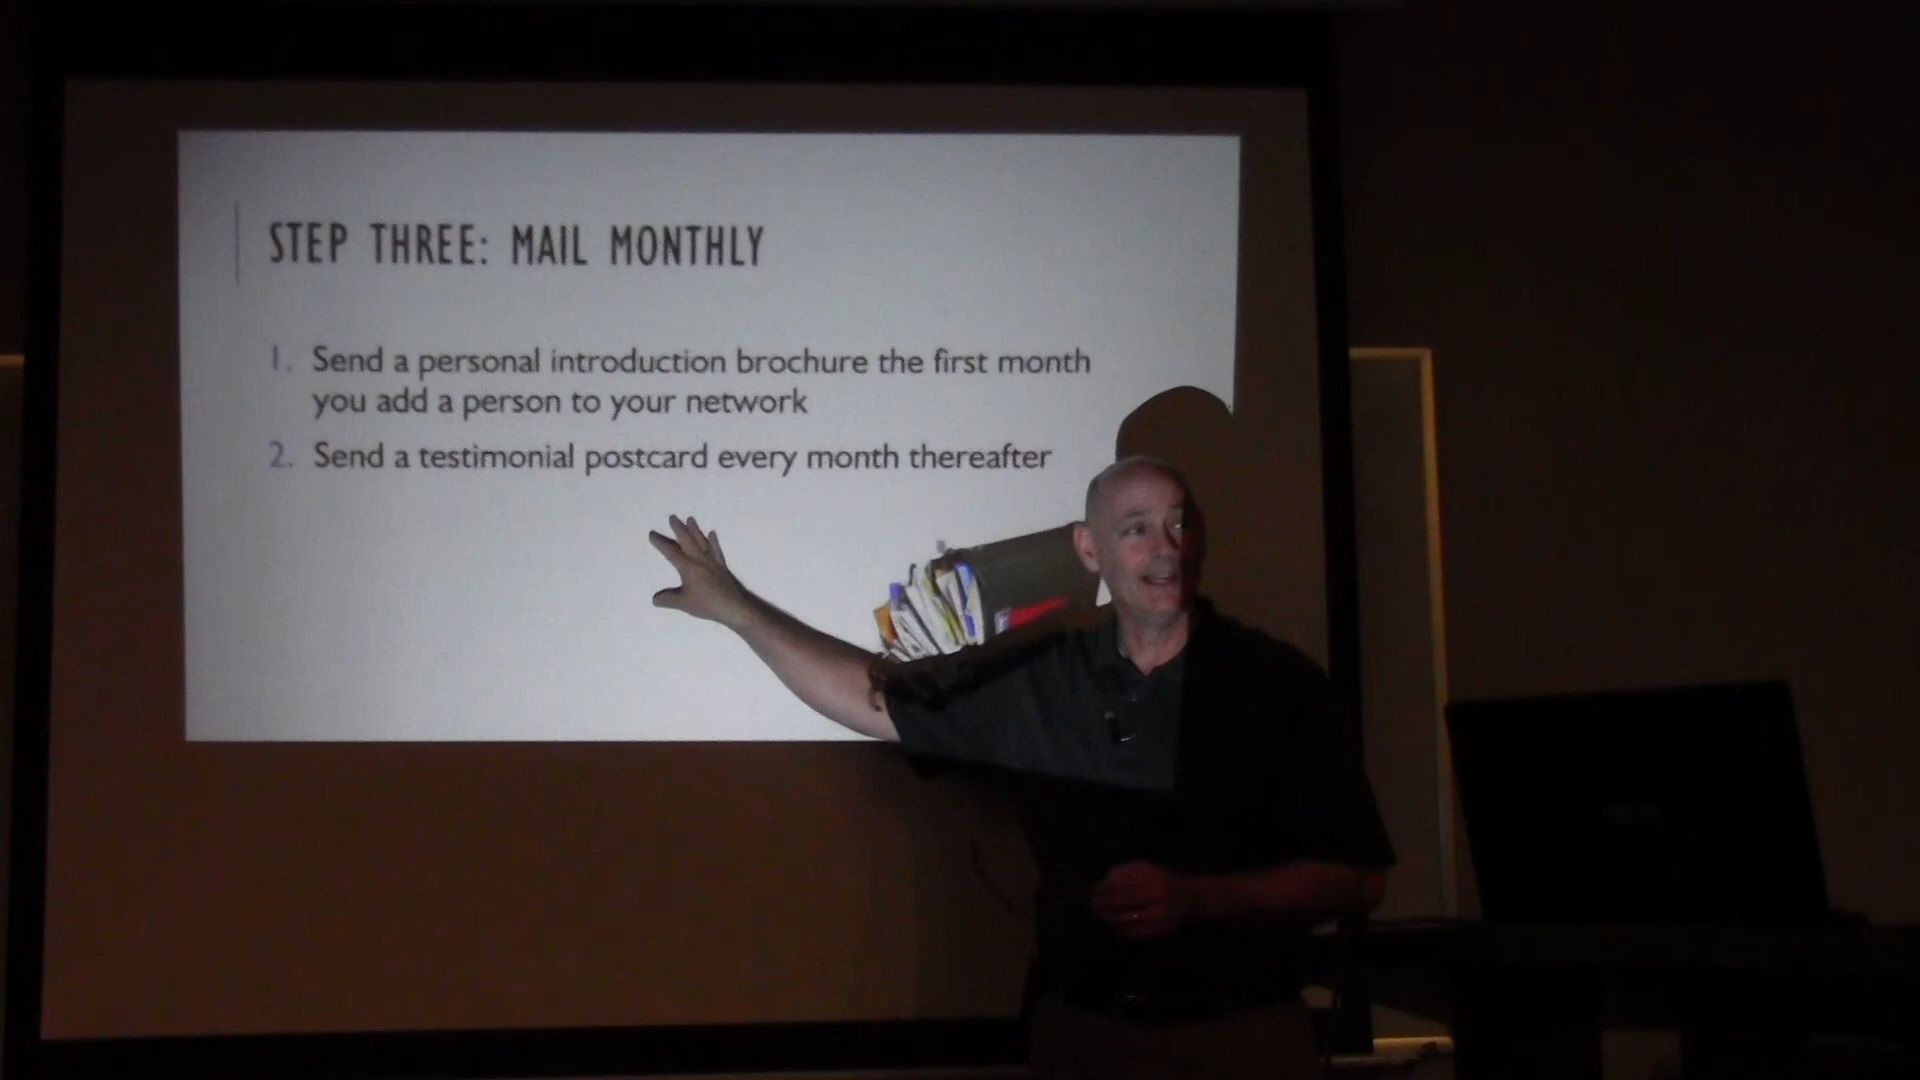 STEP THREE: MAIL MONTHLY
1. Send a personal introduction brochure the first month
you add a person to your network
2. Send a testimonial postcard every month thereafter